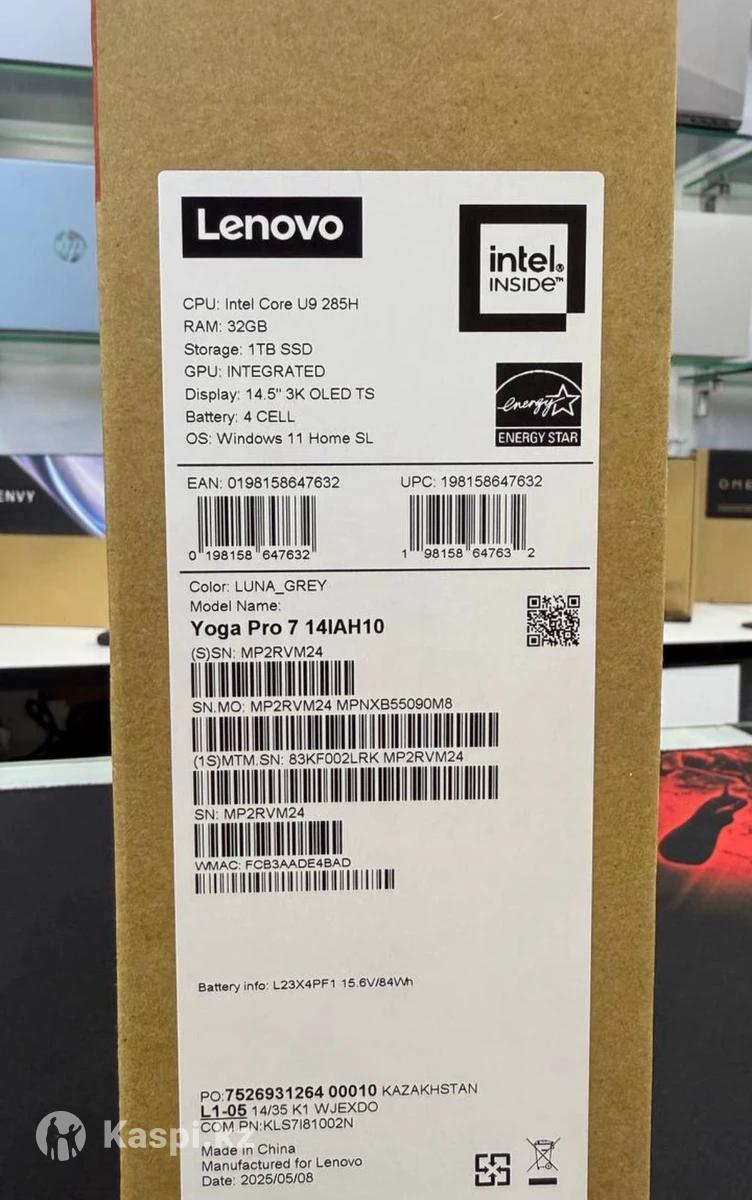 Lenovo
intel.
INSIDE™
CPU: Intel Core U9 285H
RAM: 32GB
Storage: 1TB SSD
GPU: INTEGRATED
Display: 14.5" 3K OLED TS
Battery: 4 CELL
OS: Windows 11 Home SL
energy
ENERGY STAR
hp
ENVY
EAN: 0198158647632
UPC: 198158647632
0 198158 647632
1 98158 64763 2
Color: LUNA_GREY
Model Name:
Yoga Pro 7 14IAH10
(S)SN: MP2RVM24
SN.MO: MP2RVM24 MPNXB55090M8
(1S)MTM.SN: 83KF002LRK MP2RVM24
SN: MP2RVM24
WMAC: FCB3AADE4BAD
Battery info: L23X4PF1 15.6V/84Wh
PO:7526931264 00010 KAZAKHSTAN
L1-05 14/35 K1 WJEXDO
COM.PN:KLS7I81002N
Made in China
Manufactured for Lenovo
Date: 2025/05/08
Kaspi.kz